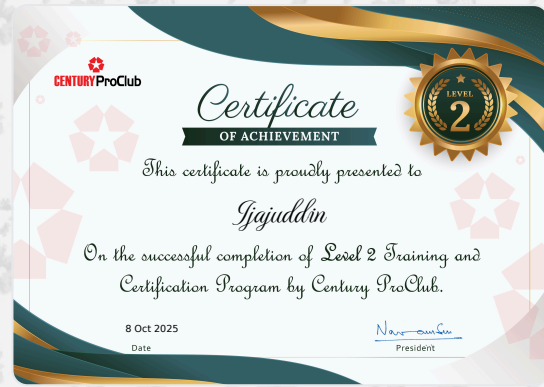 CENTURY ProClub
Certificate
OF ACHIEVEMENT
LEVEL
2
This certificate is proudly presented to
Ijajuddin
On the successful completion of Level 2 Training and
Certification Program by Century ProClub.
8 Oct 2025
Date
President